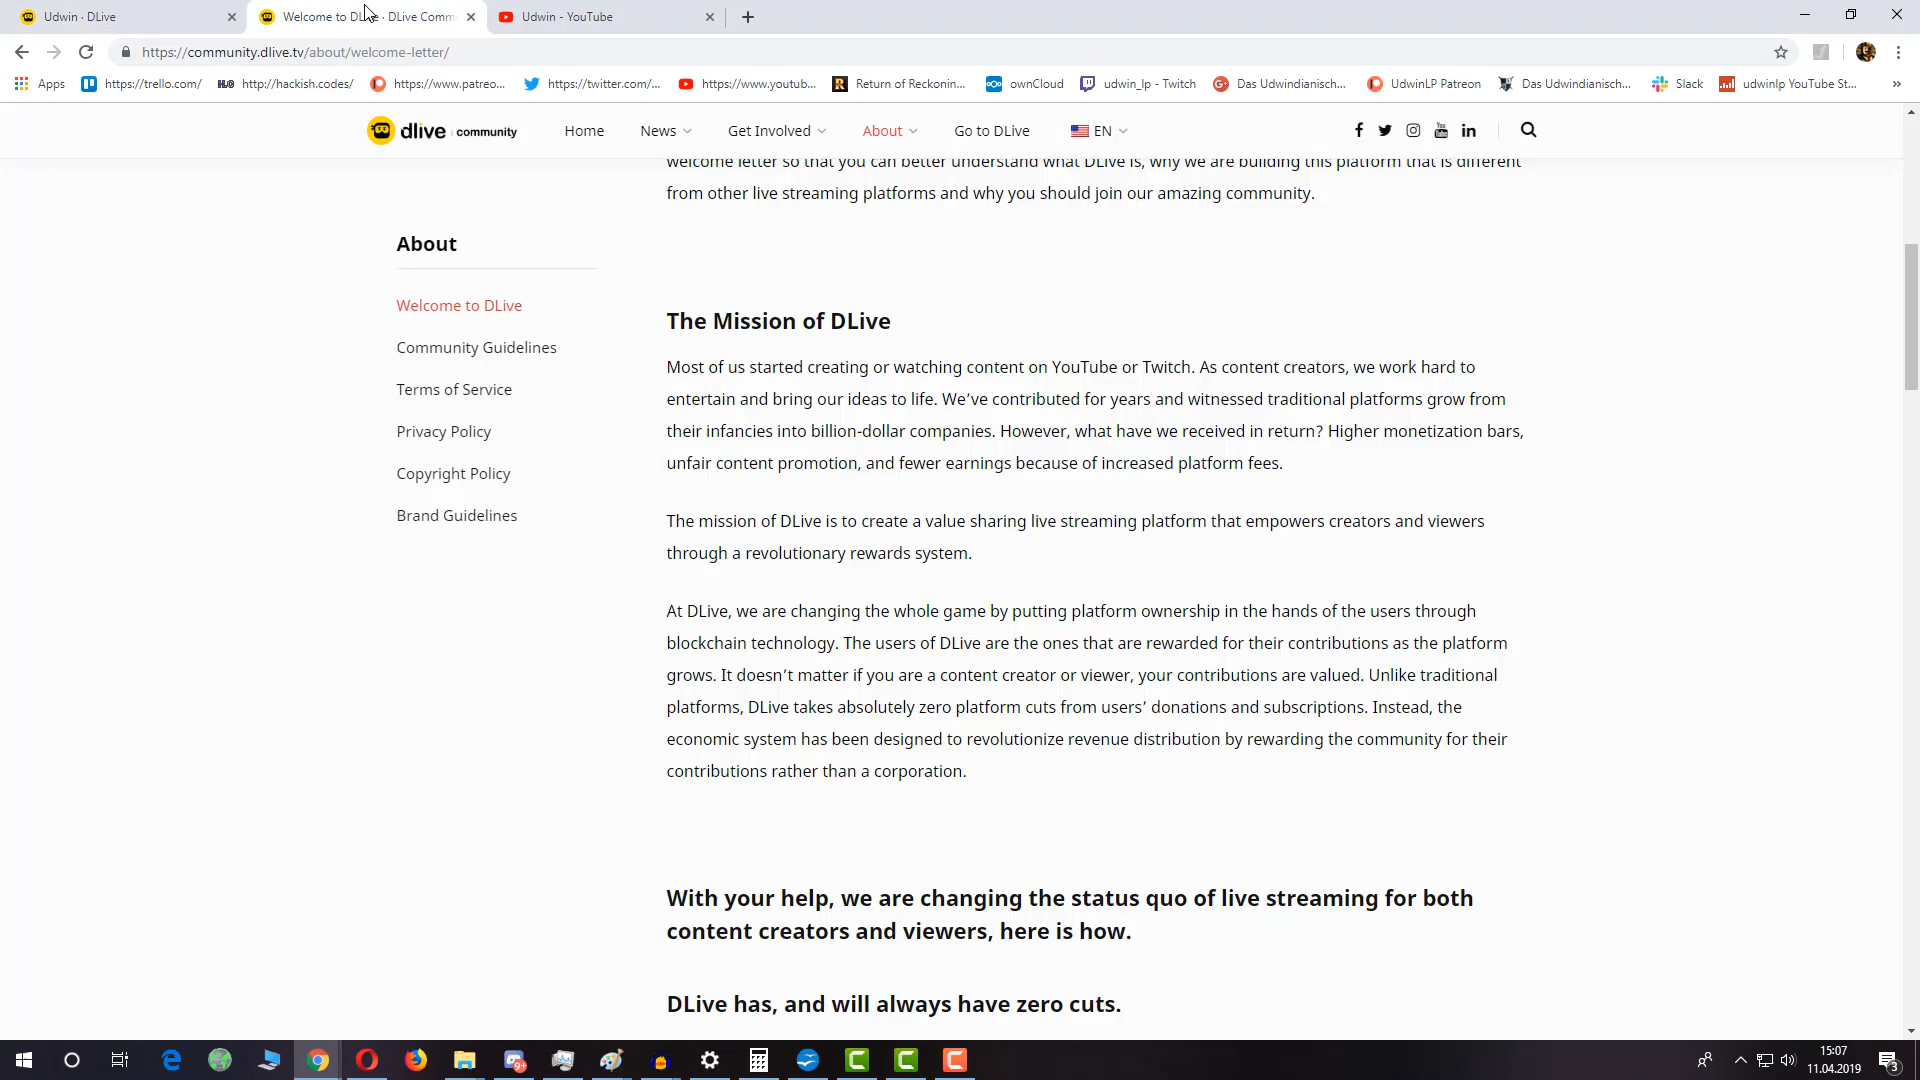 Udwin · DLive
Welcome to DLive · DLive Comm
Udwin - YouTube
https://community.dlive.tv/about/welcome-letter/
Apps
https://trello.com/
http://hackish.codes/
https://www.patreo...
https://twitter.com/...
https://www.youtub...
Return of Reckonin...
ownCloud
udwin_lp - Twitch
Das Udwindianisch...
UdwinLP Patreon
Das Udwindianisch...
Slack
udwinlp YouTube St...
»
dlive | community
Home
News
Get Involved
About
Go to DLive
EN
welcome letter so that you can better understand what DLive is, why we are building this platform that is different
from other live streaming platforms and why you should join our amazing community.
About
Welcome to DLive
Community Guidelines
Terms of Service
Privacy Policy
Copyright Policy
Brand Guidelines
The Mission of DLive
Most of us started creating or watching content on YouTube or Twitch. As content creators, we work hard to
entertain and bring our ideas to life. We’ve contributed for years and witnessed traditional platforms grow from
their infancies into billion-dollar companies. However, what have we received in return? Higher monetization bars,
unfair content promotion, and fewer earnings because of increased platform fees.
The mission of DLive is to create a value sharing live streaming platform that empowers creators and viewers
through a revolutionary rewards system.
At DLive, we are changing the whole game by putting platform ownership in the hands of the users through
blockchain technology. The users of DLive are the ones that are rewarded for their contributions as the platform
grows. It doesn’t matter if you are a content creator or viewer, your contributions are valued. Unlike traditional
platforms, DLive takes absolutely zero platform cuts from users’ donations and subscriptions. Instead, the
economic system has been designed to revolutionize revenue distribution by rewarding the community for their
contributions rather than a corporation.
With your help, we are changing the status quo of live streaming for both
content creators and viewers, here is how.
DLive has, and will always have zero cuts.
15:07
11.04.2019
3